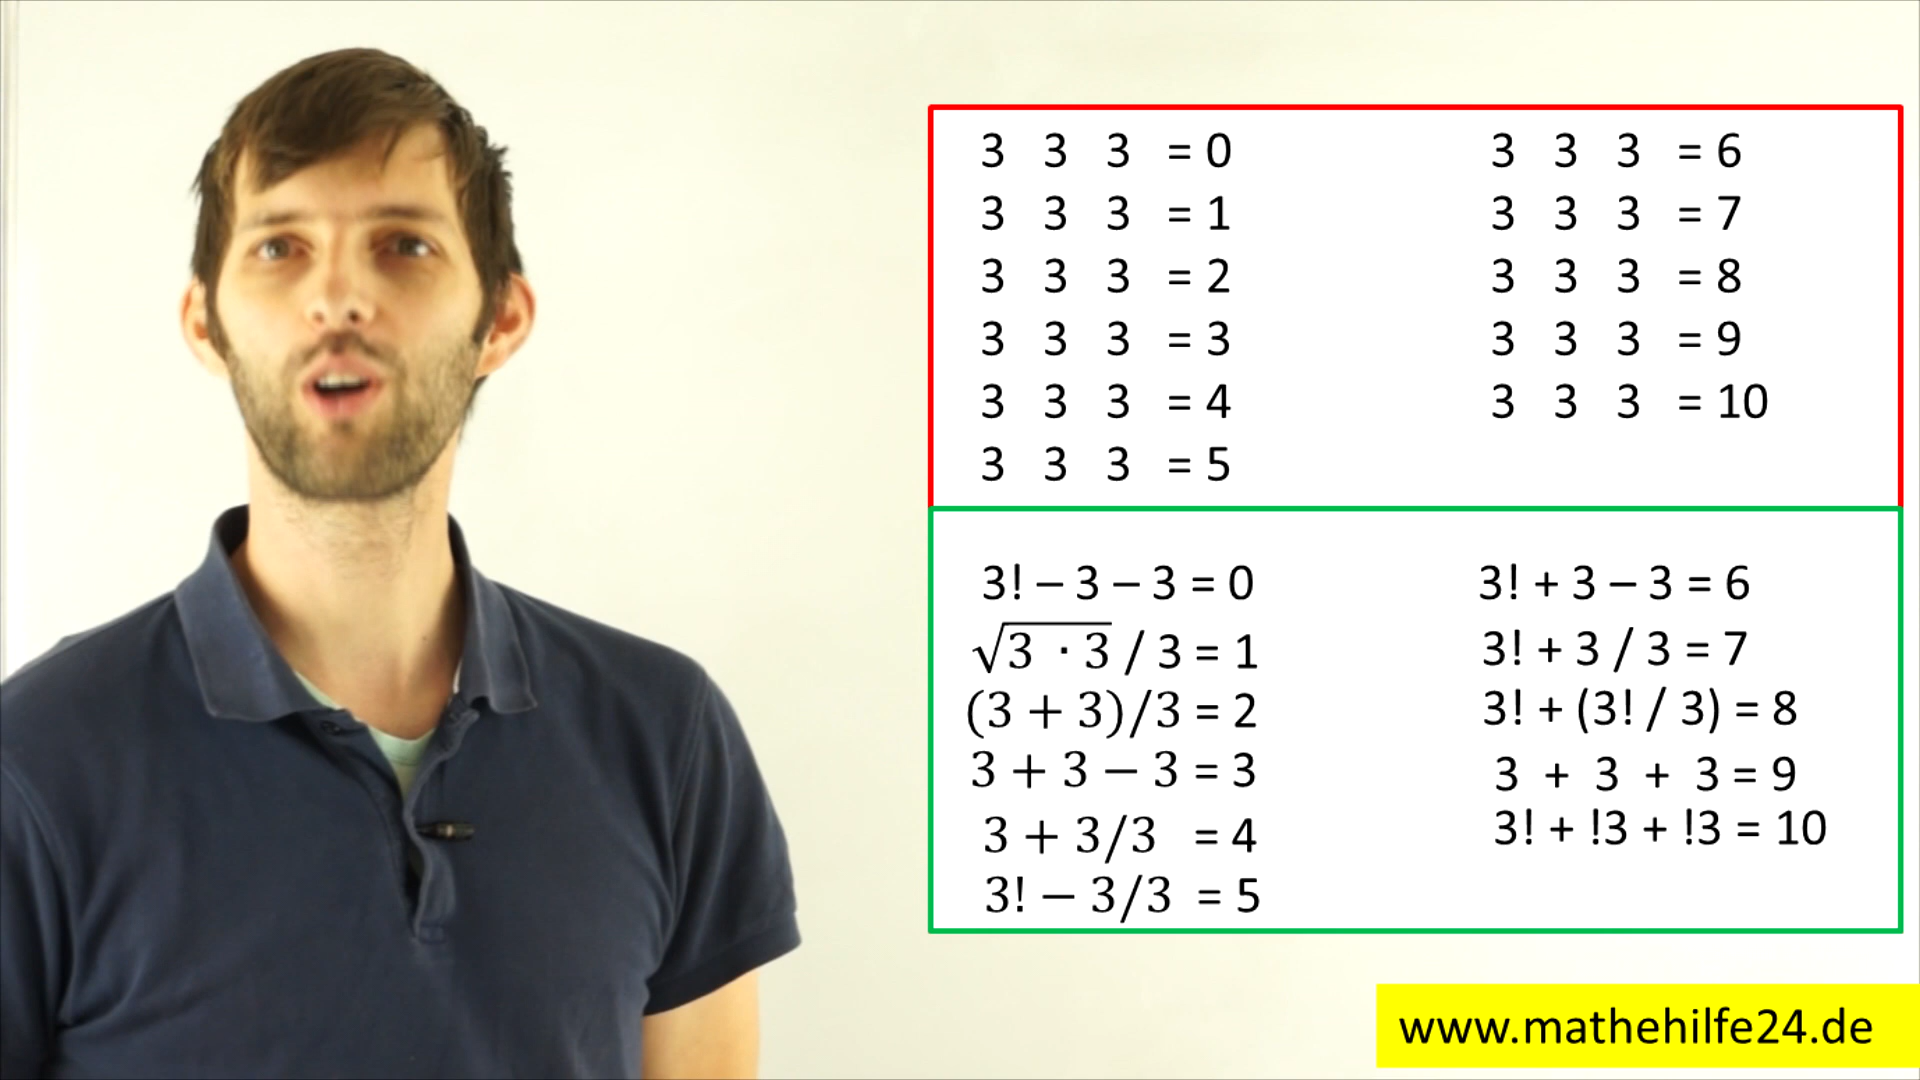 3 3 3 = 0
3 3 3 = 1
3 3 3 = 2
3 3 3 = 3
3 3 3 = 4
3 3 3 = 5
3 3 3 = 6
3 3 3 = 7
3 3 3 = 8
3 3 3 = 9
3 3 3 = 10
3! – 3 – 3 = 0
√(3 · 3) / 3 = 1
(3 + 3)/3 = 2
3 + 3 − 3 = 3
3 + 3/3 = 4
3! − 3/3 = 5
3! + 3 – 3 = 6
3! + 3 / 3 = 7
3! + (3! / 3) = 8
3 + 3 + 3 = 9
3! + !3 + !3 = 10
www.mathehilfe24.de